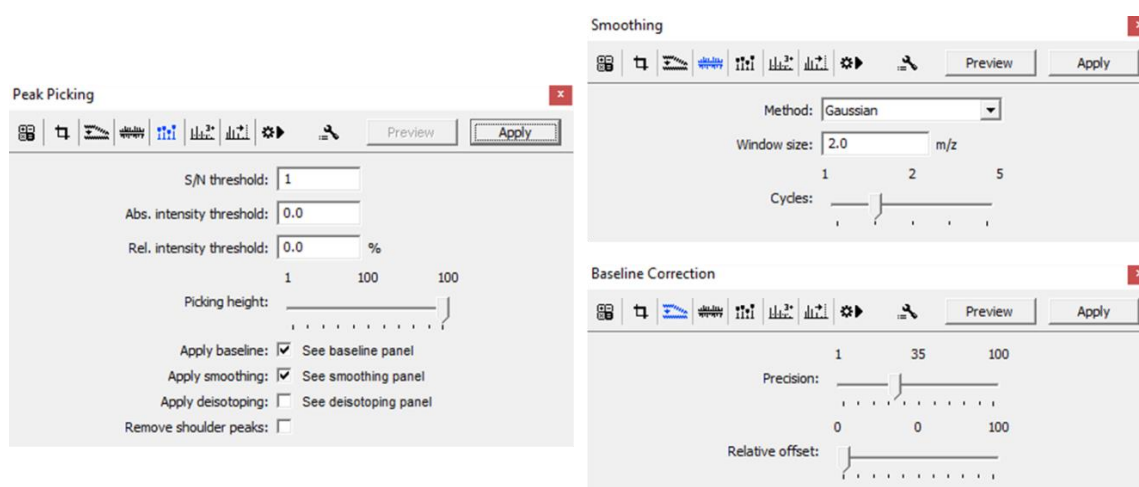 Peak Picking
Preview Apply
S/N threshold: 1
Abs. intensity threshold: 0.0
Rel. intensity threshold: 0.0 %
1 100 100
Picking height:
Apply baseline: See baseline panel
Apply smoothing: See smoothing panel
Apply deisotoping: See deisotoping panel
Remove shoulder peaks:
Smoothing
Preview Apply
Method: Gaussian
Window size: 2.0 m/z
1 2 5
Cycles:
Baseline Correction
Preview Apply
1 35 100
Precision:
0 0 100
Relative offset: